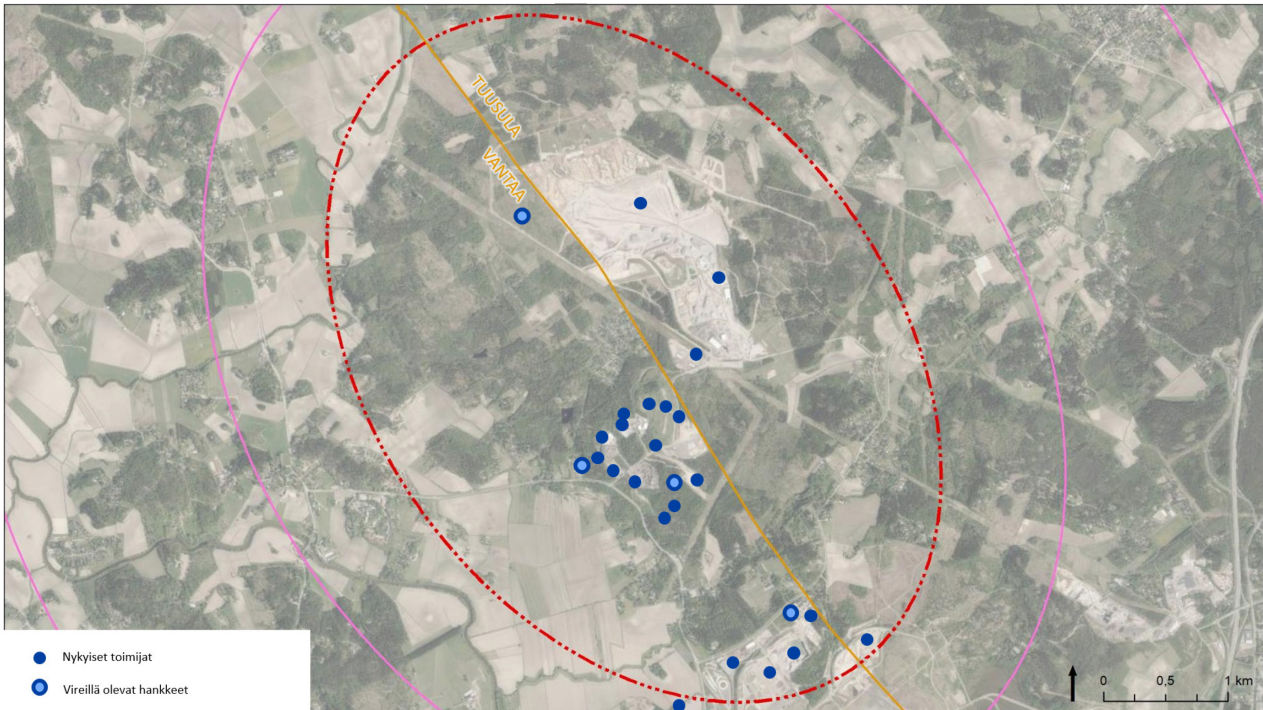 TUUSULA
VANTAA
Nykyiset toimijat
Vireillä olevat hankkeet
0 0,5 1 km